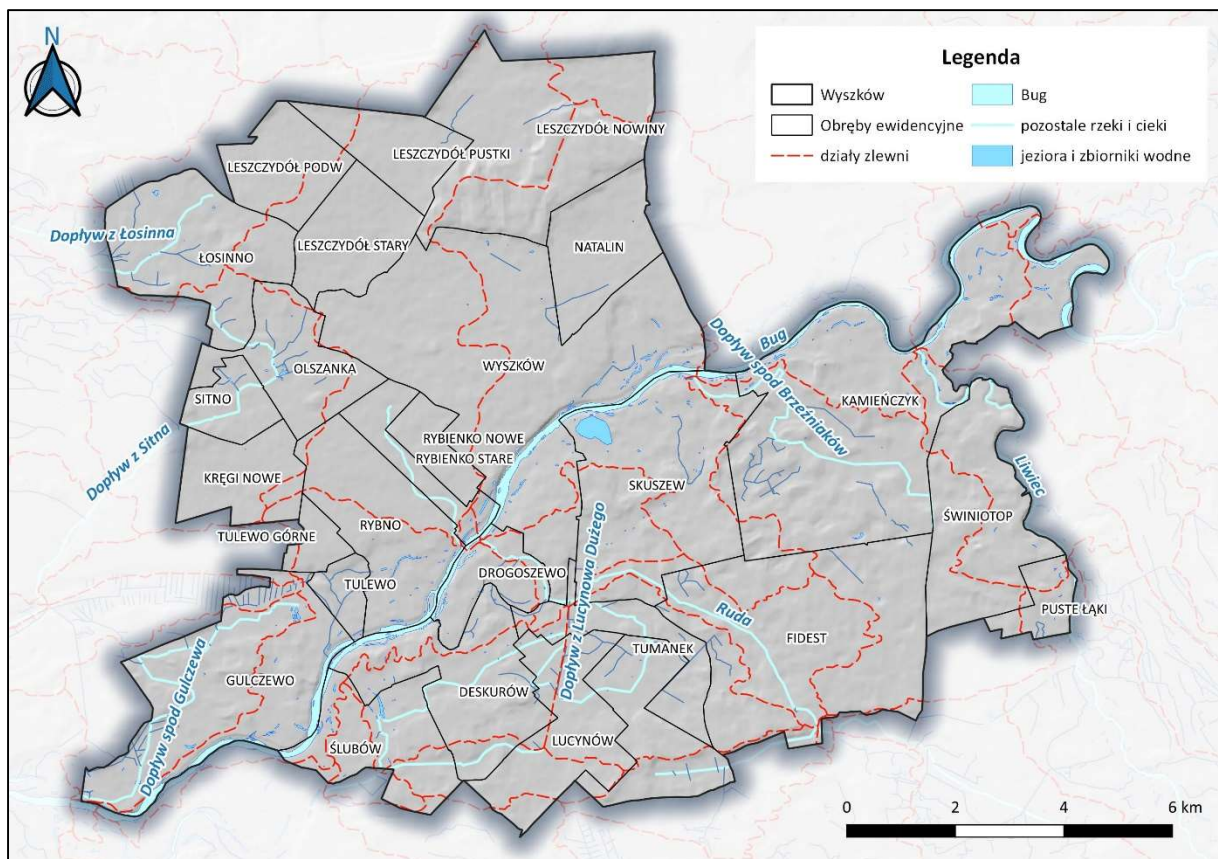 N
Legenda
Wyszków
Bug
Obręby ewidencyjne
pozostałe rzeki i cieki
działy zlewni
jeziora i zbiorniki wodne
LESZCZYDÓŁ NOWINY
LESZCZYDÓŁ PUSTKI
LESZCZYDÓŁ PODW
Dopływ z Łosinna
ŁOSINNO
LESZCZYDÓŁ STARY
NATALIN
Bug
Dopływ spod Brzeźniaków
OLSZANKA
WYSZKÓW
SITNO
KAMIEŃCZYK
Dopływ z Sitna
RYBIENKO NOWE
RYBIENKO STARE
Liwiec
KRĘGI NOWE
SKUSZEW
ŚWINIOTOP
RYBNO
TULEWO GÓRNE
DROGOSZEWO
TULEWO
Dopływ z Lucynowa Dużego
Ruda
PUSTE ŁĄKI
FIDEST
TUMANEK
Dopływ spod Gulczewa
GULCZEWO
DESKURÓW
LUCYNÓW
ŚLUBÓW
0 2 4 6 km